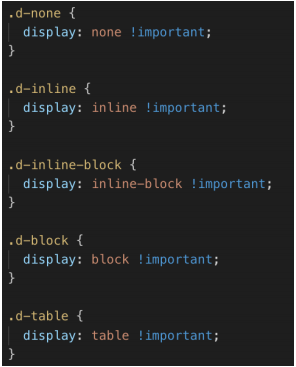 .d-none {
  display: none !important;
}

.d-inline {
  display: inline !important;
}

.d-inline-block {
  display: inline-block !important;
}

.d-block {
  display: block !important;
}

.d-table {
  display: table !important;
}